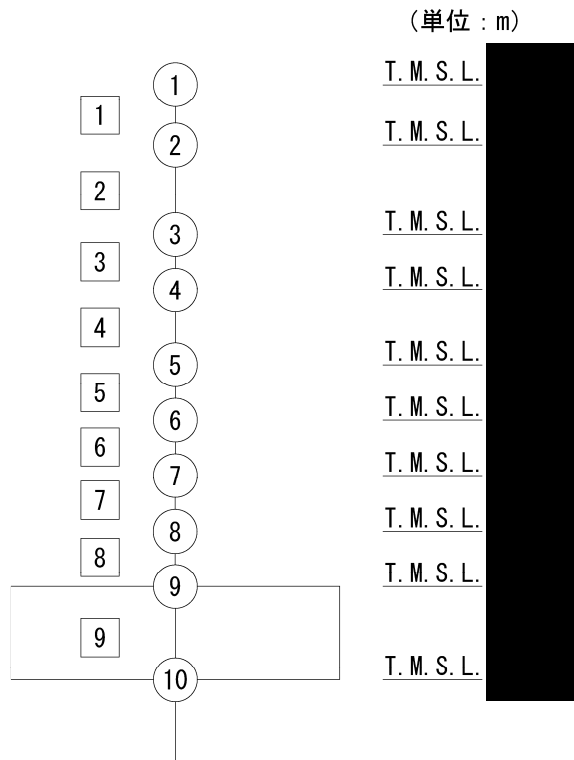 (単位：m)
① T.M.S.L.
1
② T.M.S.L.
2
③ T.M.S.L.
3
④ T.M.S.L.
4
⑤ T.M.S.L.
5
⑥ T.M.S.L.
6
⑦ T.M.S.L.
7
⑧ T.M.S.L.
8
⑨ T.M.S.L.
9
⑩ T.M.S.L.